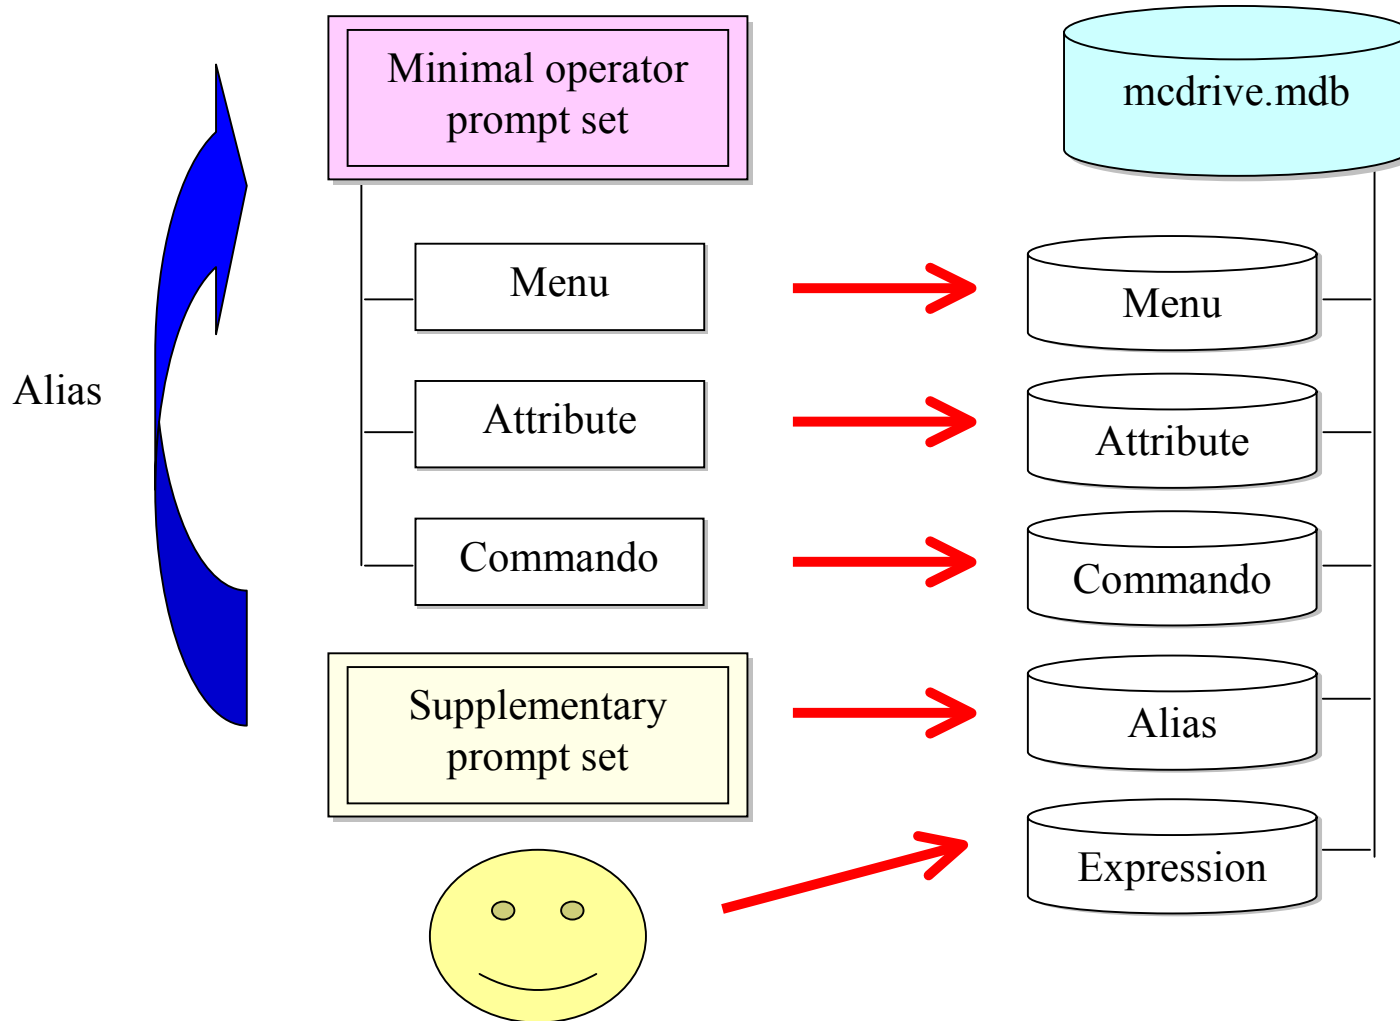 Minimal operator
prompt set
mcdrive.mdb
Menu
Menu
Alias
Attribute
Attribute
Commando
Commando
Supplementary
prompt set
Alias
Expression